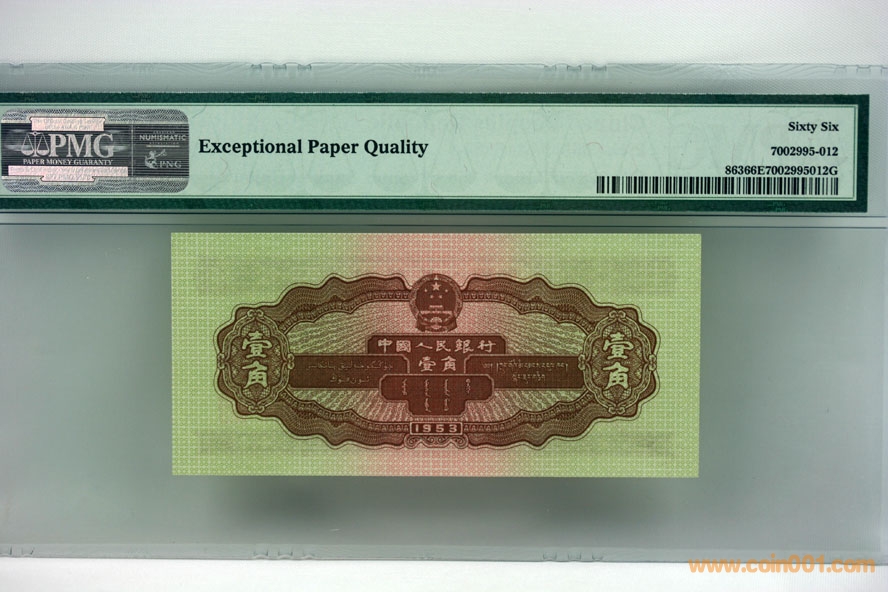 PMG
PAPER MONEY GUARANTY
NUMISMATIC
PNG
Exceptional Paper Quality
Sixty Six
7002995-012
86366E7002995012G
中國人民銀行
壹角
壹角
壹角
1953
www.coin001.com